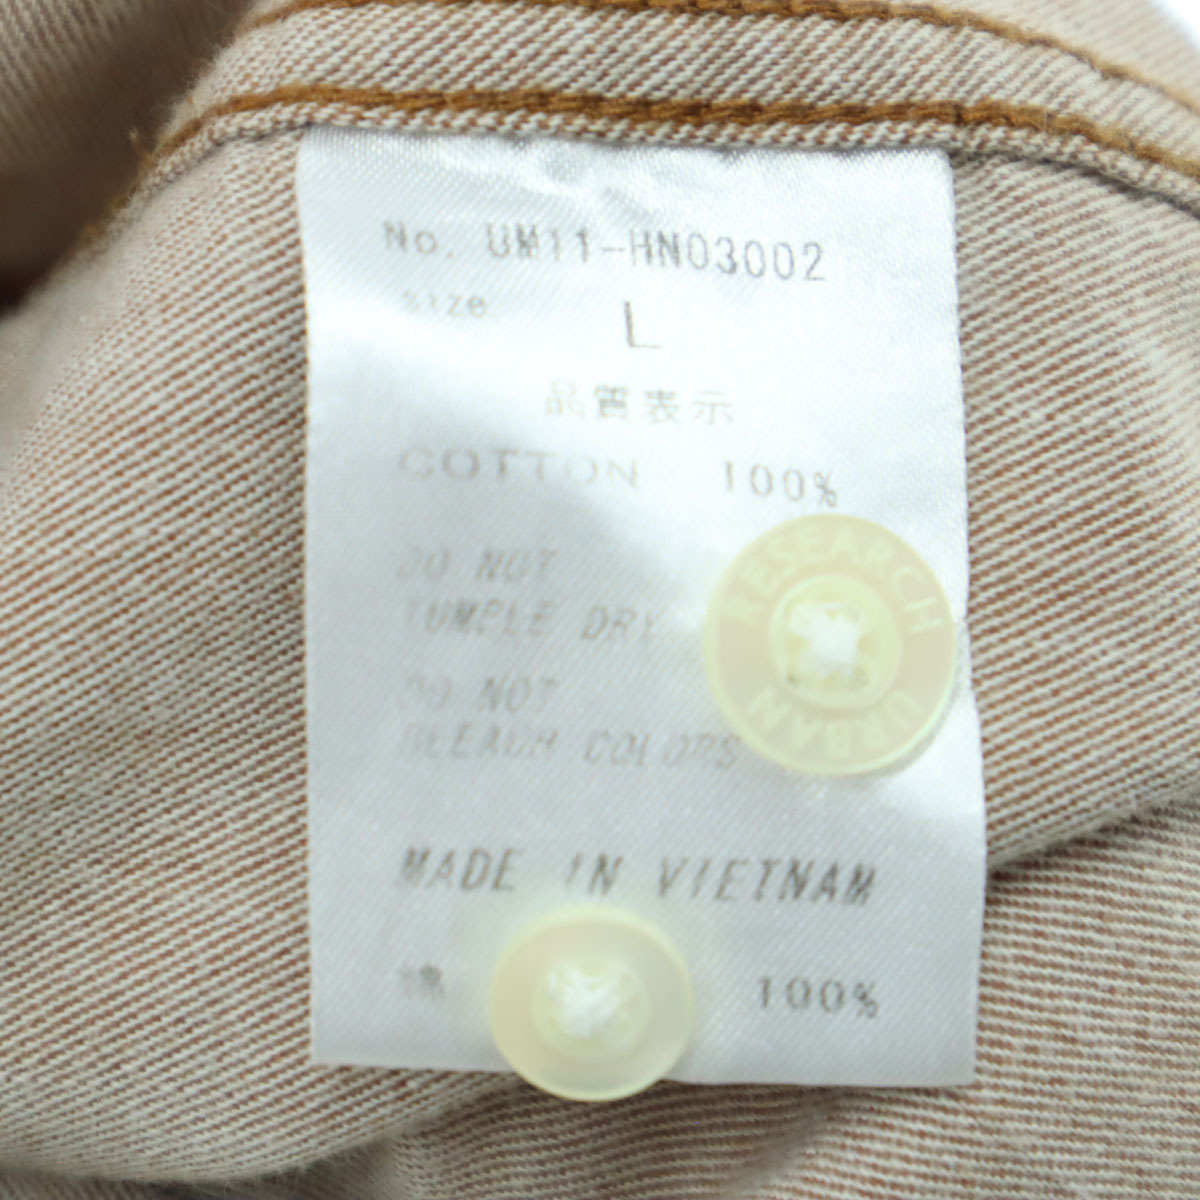 No. UM11-HN03002
Size L
品質表示
COTTON 100%
DO NOT
TUMBLE DRY
DO NOT
BLEACH COLORS
RESEARCH
URBAN
MADE IN VIETNAM
綿 100%